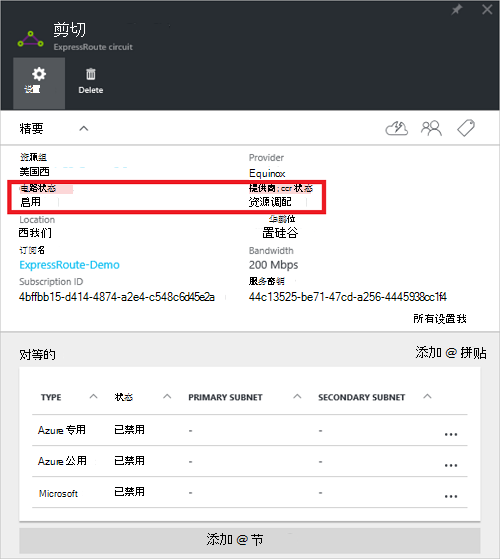 剪切
ExpressRoute circuit
设置
Delete
精要
资源组
Provider
美国西
Equinox
电路状态
提供商;ccr 状态
启用
资源调配
Location
西我们
置硅谷
订阅名
Bandwidth
ExpressRoute-Demo
200 Mbps
Subscription ID
服务密钥
4bffbb15-d414-4874-a2e4-c548c6d45e2a
44c13525-be71-47cd-a256-4445938cc1f4
所有设置我
对等的
添加 @ 拼贴
TYPE 状态 PRIMARY SUBNET SECONDARY SUBNET
Azure 专用 已禁用 - - ...
Azure 公用 已禁用 - - ...
Microsoft 已禁用 - - ...
添加 @ 节